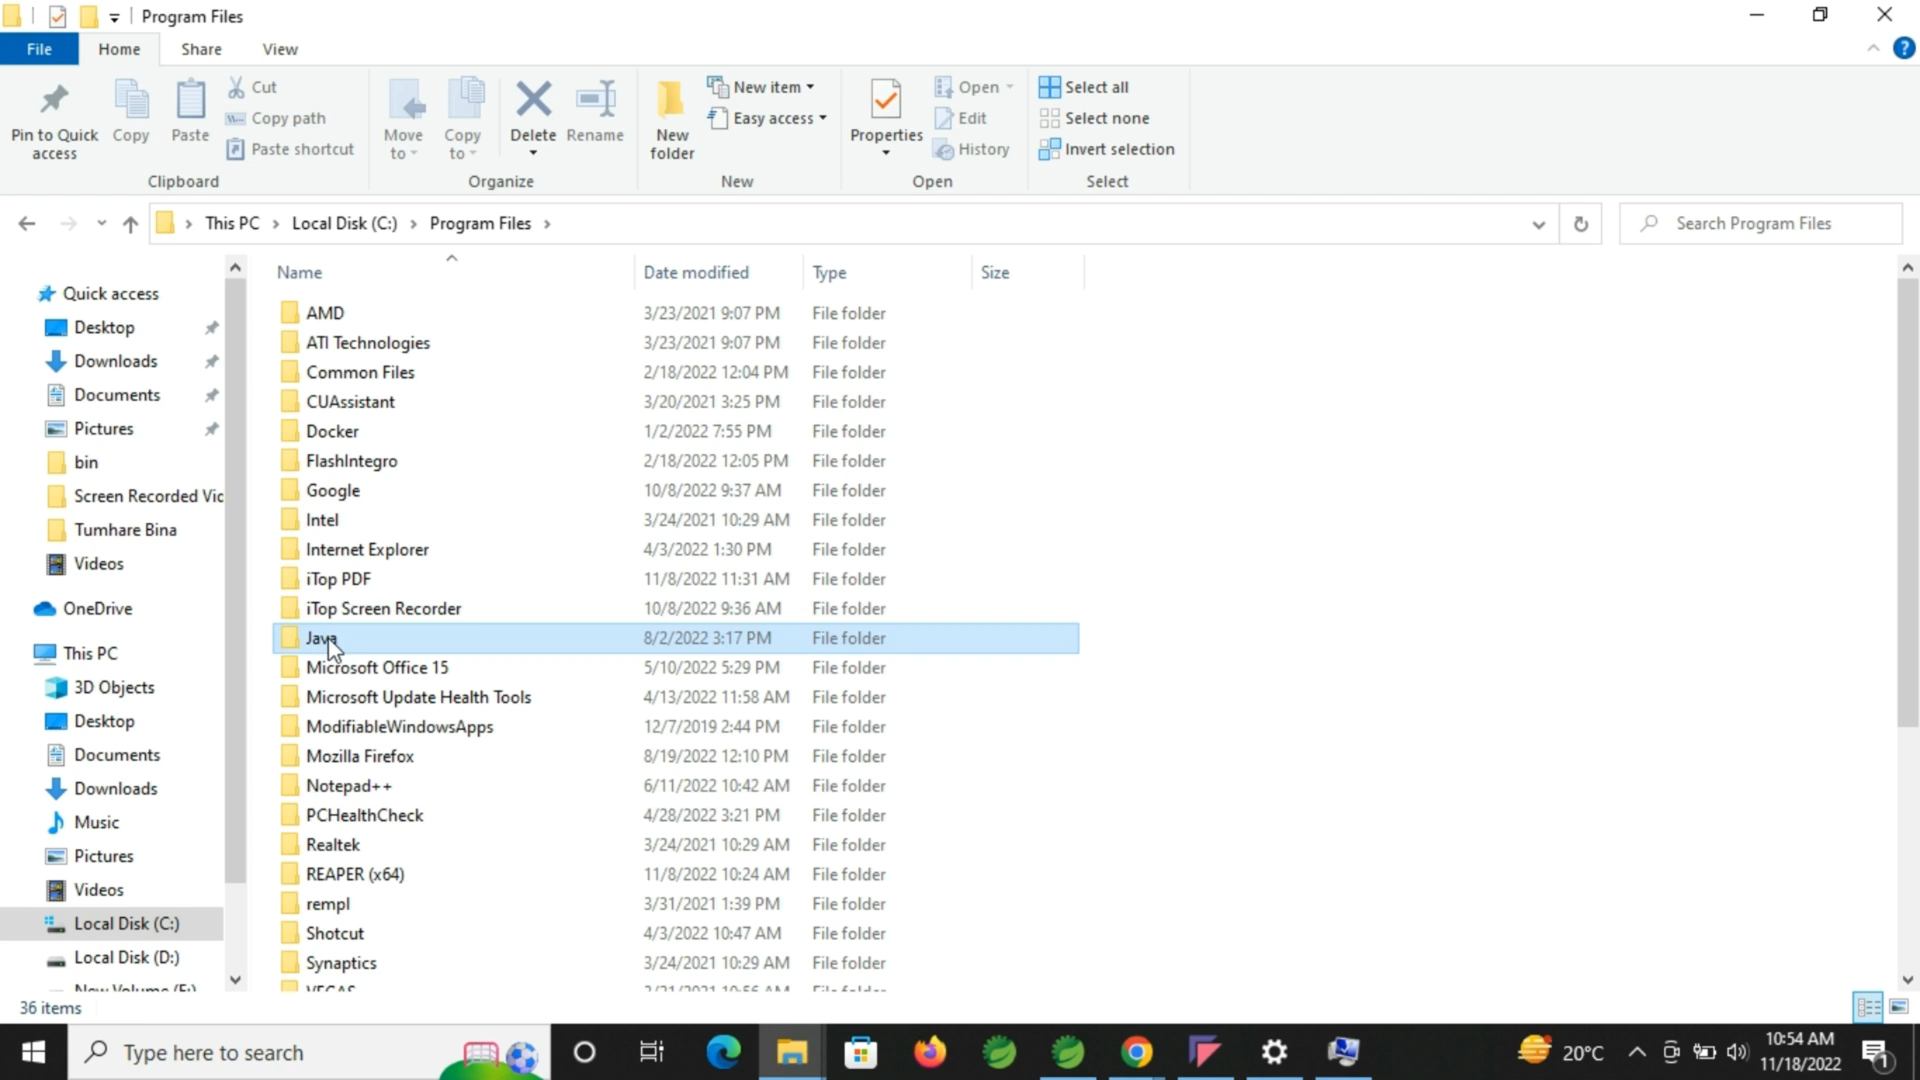 Program Files
File
Home
Share
View
Pin to Quick access
Copy
Paste
Cut
Copy path
Paste shortcut
Clipboard
Move to
Copy to
Delete
Rename
Organize
New folder
New item
Easy access
New
Properties
Open
Edit
History
Open
Select all
Select none
Invert selection
Select
This PC > Local Disk (C:) > Program Files >
Search Program Files
Quick access
Desktop
Downloads
Documents
Pictures
bin
Screen Recorded Vic
Tumhare Bina
Videos
OneDrive
This PC
3D Objects
Desktop
Documents
Downloads
Music
Pictures
Videos
Local Disk (C:)
Local Disk (D:)
Name Date modified Type Size
AMD 3/23/2021 9:07 PM File folder
ATI Technologies 3/23/2021 9:07 PM File folder
Common Files 2/18/2022 12:04 PM File folder
CUAssistant 3/20/2021 3:25 PM File folder
Docker 1/2/2022 7:55 PM File folder
FlashIntegro 2/18/2022 12:05 PM File folder
Google 10/8/2022 9:37 AM File folder
Intel 3/24/2021 10:29 AM File folder
Internet Explorer 4/3/2022 1:30 PM File folder
iTop PDF 11/8/2022 11:31 AM File folder
iTop Screen Recorder 10/8/2022 9:36 AM File folder
Java 8/2/2022 3:17 PM File folder
Microsoft Office 15 5/10/2022 5:29 PM File folder
Microsoft Update Health Tools 4/13/2022 11:58 AM File folder
ModifiableWindowsApps 12/7/2019 2:44 PM File folder
Mozilla Firefox 8/19/2022 12:10 PM File folder
Notepad++ 6/11/2022 10:42 AM File folder
PCHealthCheck 4/28/2022 3:21 PM File folder
Realtek 3/24/2021 10:29 AM File folder
REAPER (x64) 11/8/2022 10:24 AM File folder
rempl 3/31/2021 1:39 PM File folder
Shotcut 4/3/2022 10:47 AM File folder
Synaptics 3/24/2021 10:29 AM File folder
36 items
Type here to search
20°C
10:54 AM
11/18/2022
1